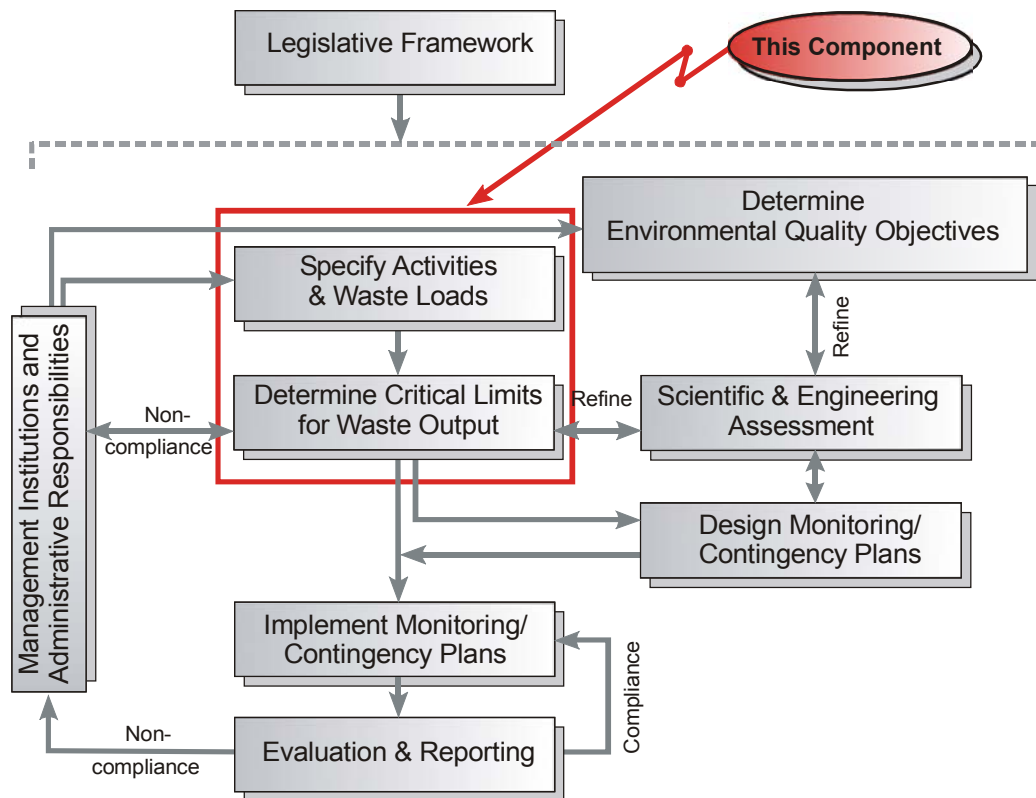 Legislative Framework
This Component
Determine
Environmental Quality Objectives
Specify Activities
& Waste Loads
Refine
Management Institutions and
Administrative Responsibilities
Non-
compliance
Determine Critical Limits
for Waste Output
Refine
Scientific & Engineering
Assessment
Design Monitoring/
Contingency Plans
Implement Monitoring/
Contingency Plans
Compliance
Non-
compliance
Evaluation & Reporting